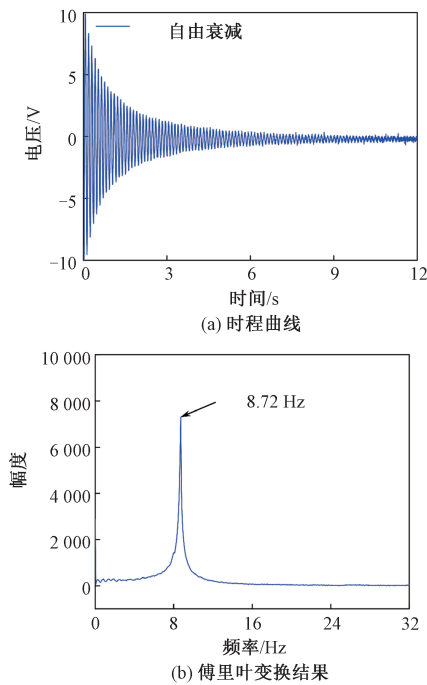 10
自由衰减
5
0
−5
−10
电压/V
0
3
6
9
12
时间/s
(a) 时程曲线
10 000
8 000
8.72 Hz
6 000
4 000
2 000
0
幅度
0
8
16
24
32
频率/Hz
(b) 傅里叶变换结果